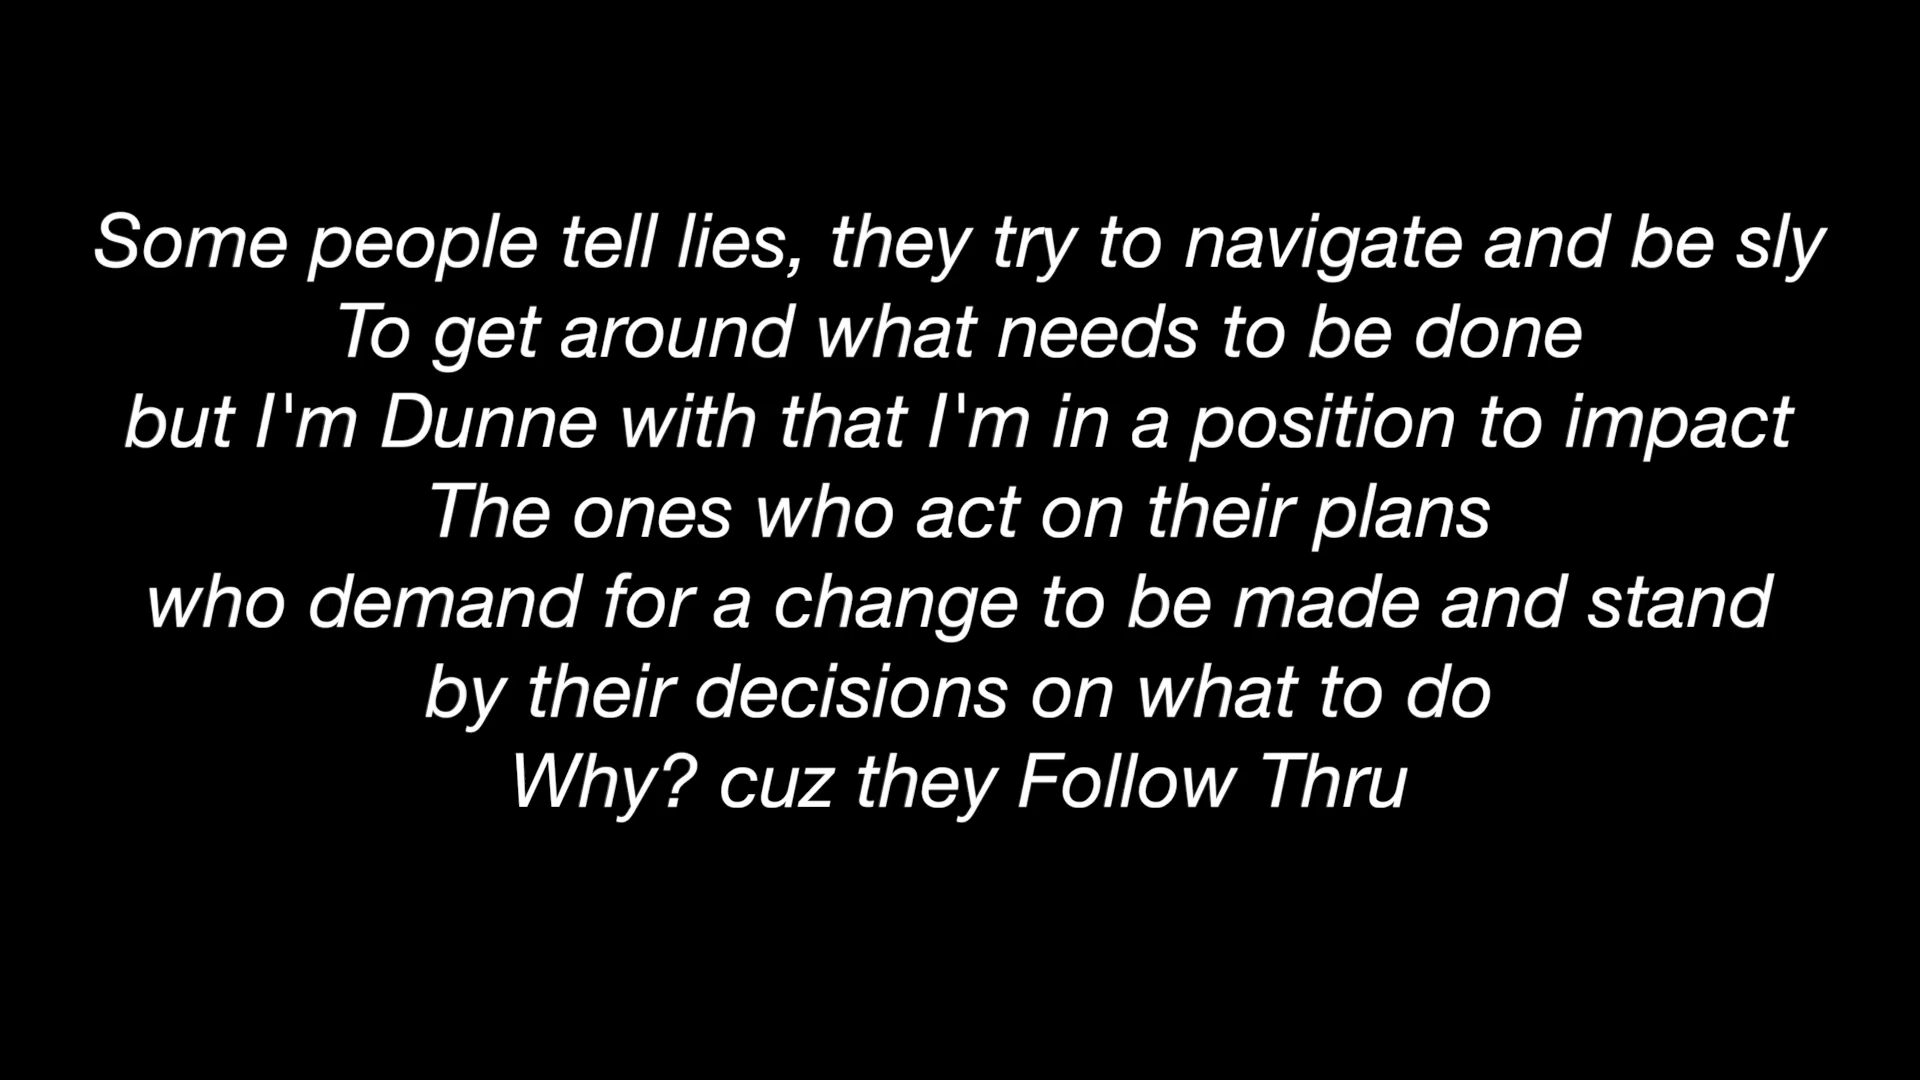 Some people tell lies, they try to navigate and be sly
To get around what needs to be done
but I'm Dunne with that I'm in a position to impact
The ones who act on their plans
who demand for a change to be made and stand
by their decisions on what to do
Why? cuz they Follow Thru